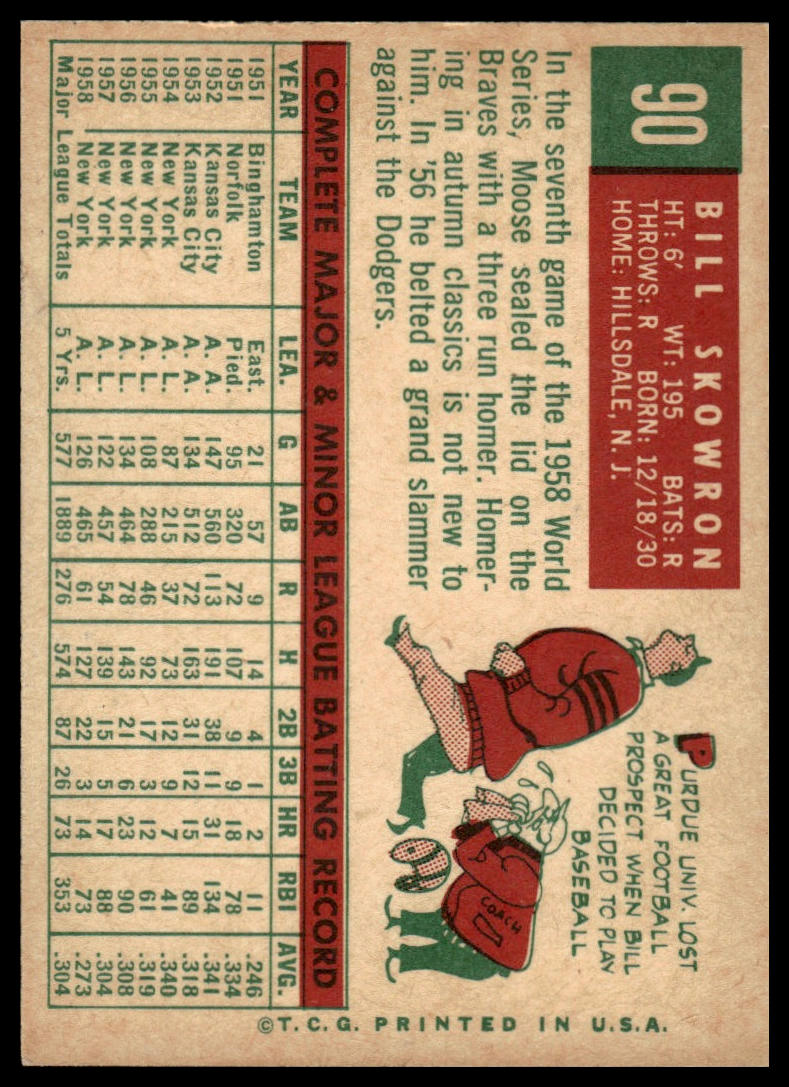 90
BILL SKOWRON
HT: 6' WT: 195 BATS: R
THROWS: R BORN: 12/18/30
HOME: HILLSDALE, N. J.
In the seventh game of the 1958 World
Series, Moose sealed the lid on the
Braves with a three run homer. Homer-
ing in autumn classics is not new to
him. In '56 he belted a grand slammer
against the Dodgers.
PURDUE UNIV. LOST
A GREAT FOOTBALL
PROSPECT WHEN BILL
DECIDED TO PLAY
BASEBALL
COACH
COMPLETE MAJOR & MINOR LEAGUE BATTING RECORD
YEAR TEAM LEA. G AB R H 2B 3B HR RBI AVG.
1951 Binghamton East. 21 57 9 14 4 1 2 11 .246
1951 Norfolk Pied. 95 320 72 107 9 9 18 78 .334
1952 Kansas City A. A. 147 560 113 191 38 11 31 134 .341
1953 Kansas City A. A. 134 512 72 163 31 12 15 89 .318
1954 New York A. L. 87 215 37 73 12 9 7 41 .340
1955 New York A. L. 108 288 46 92 17 3 12 61 .319
1956 New York A. L. 134 464 78 143 21 6 23 90 .308
1957 New York A. L. 122 457 54 139 15 5 17 88 .304
1958 New York A. L. 126 465 61 127 22 3 14 73 .273
Major League Totals 5 Yrs. 577 1889 276 574 87 26 73 353 .304
©T.C.G. PRINTED IN U.S.A.